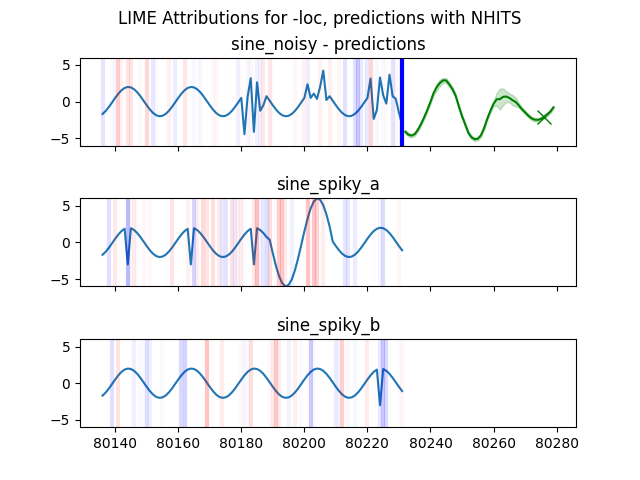 LIME Attributions for -loc, predictions with NHITS
sine_noisy - predictions
5
0
−5
sine_spiky_a
5
0
−5
sine_spiky_b
5
0
−5
80140 80160 80180 80200 80220 80240 80260 80280